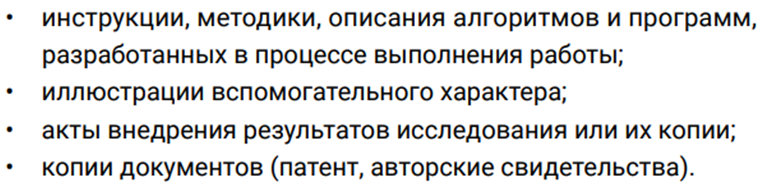 • инструкции, методики, описания алгоритмов и программ,
разработанных в процессе выполнения работы;
• иллюстрации вспомогательного характера;
• акты внедрения результатов исследования или их копии;
• копии документов (патент, авторские свидетельства).